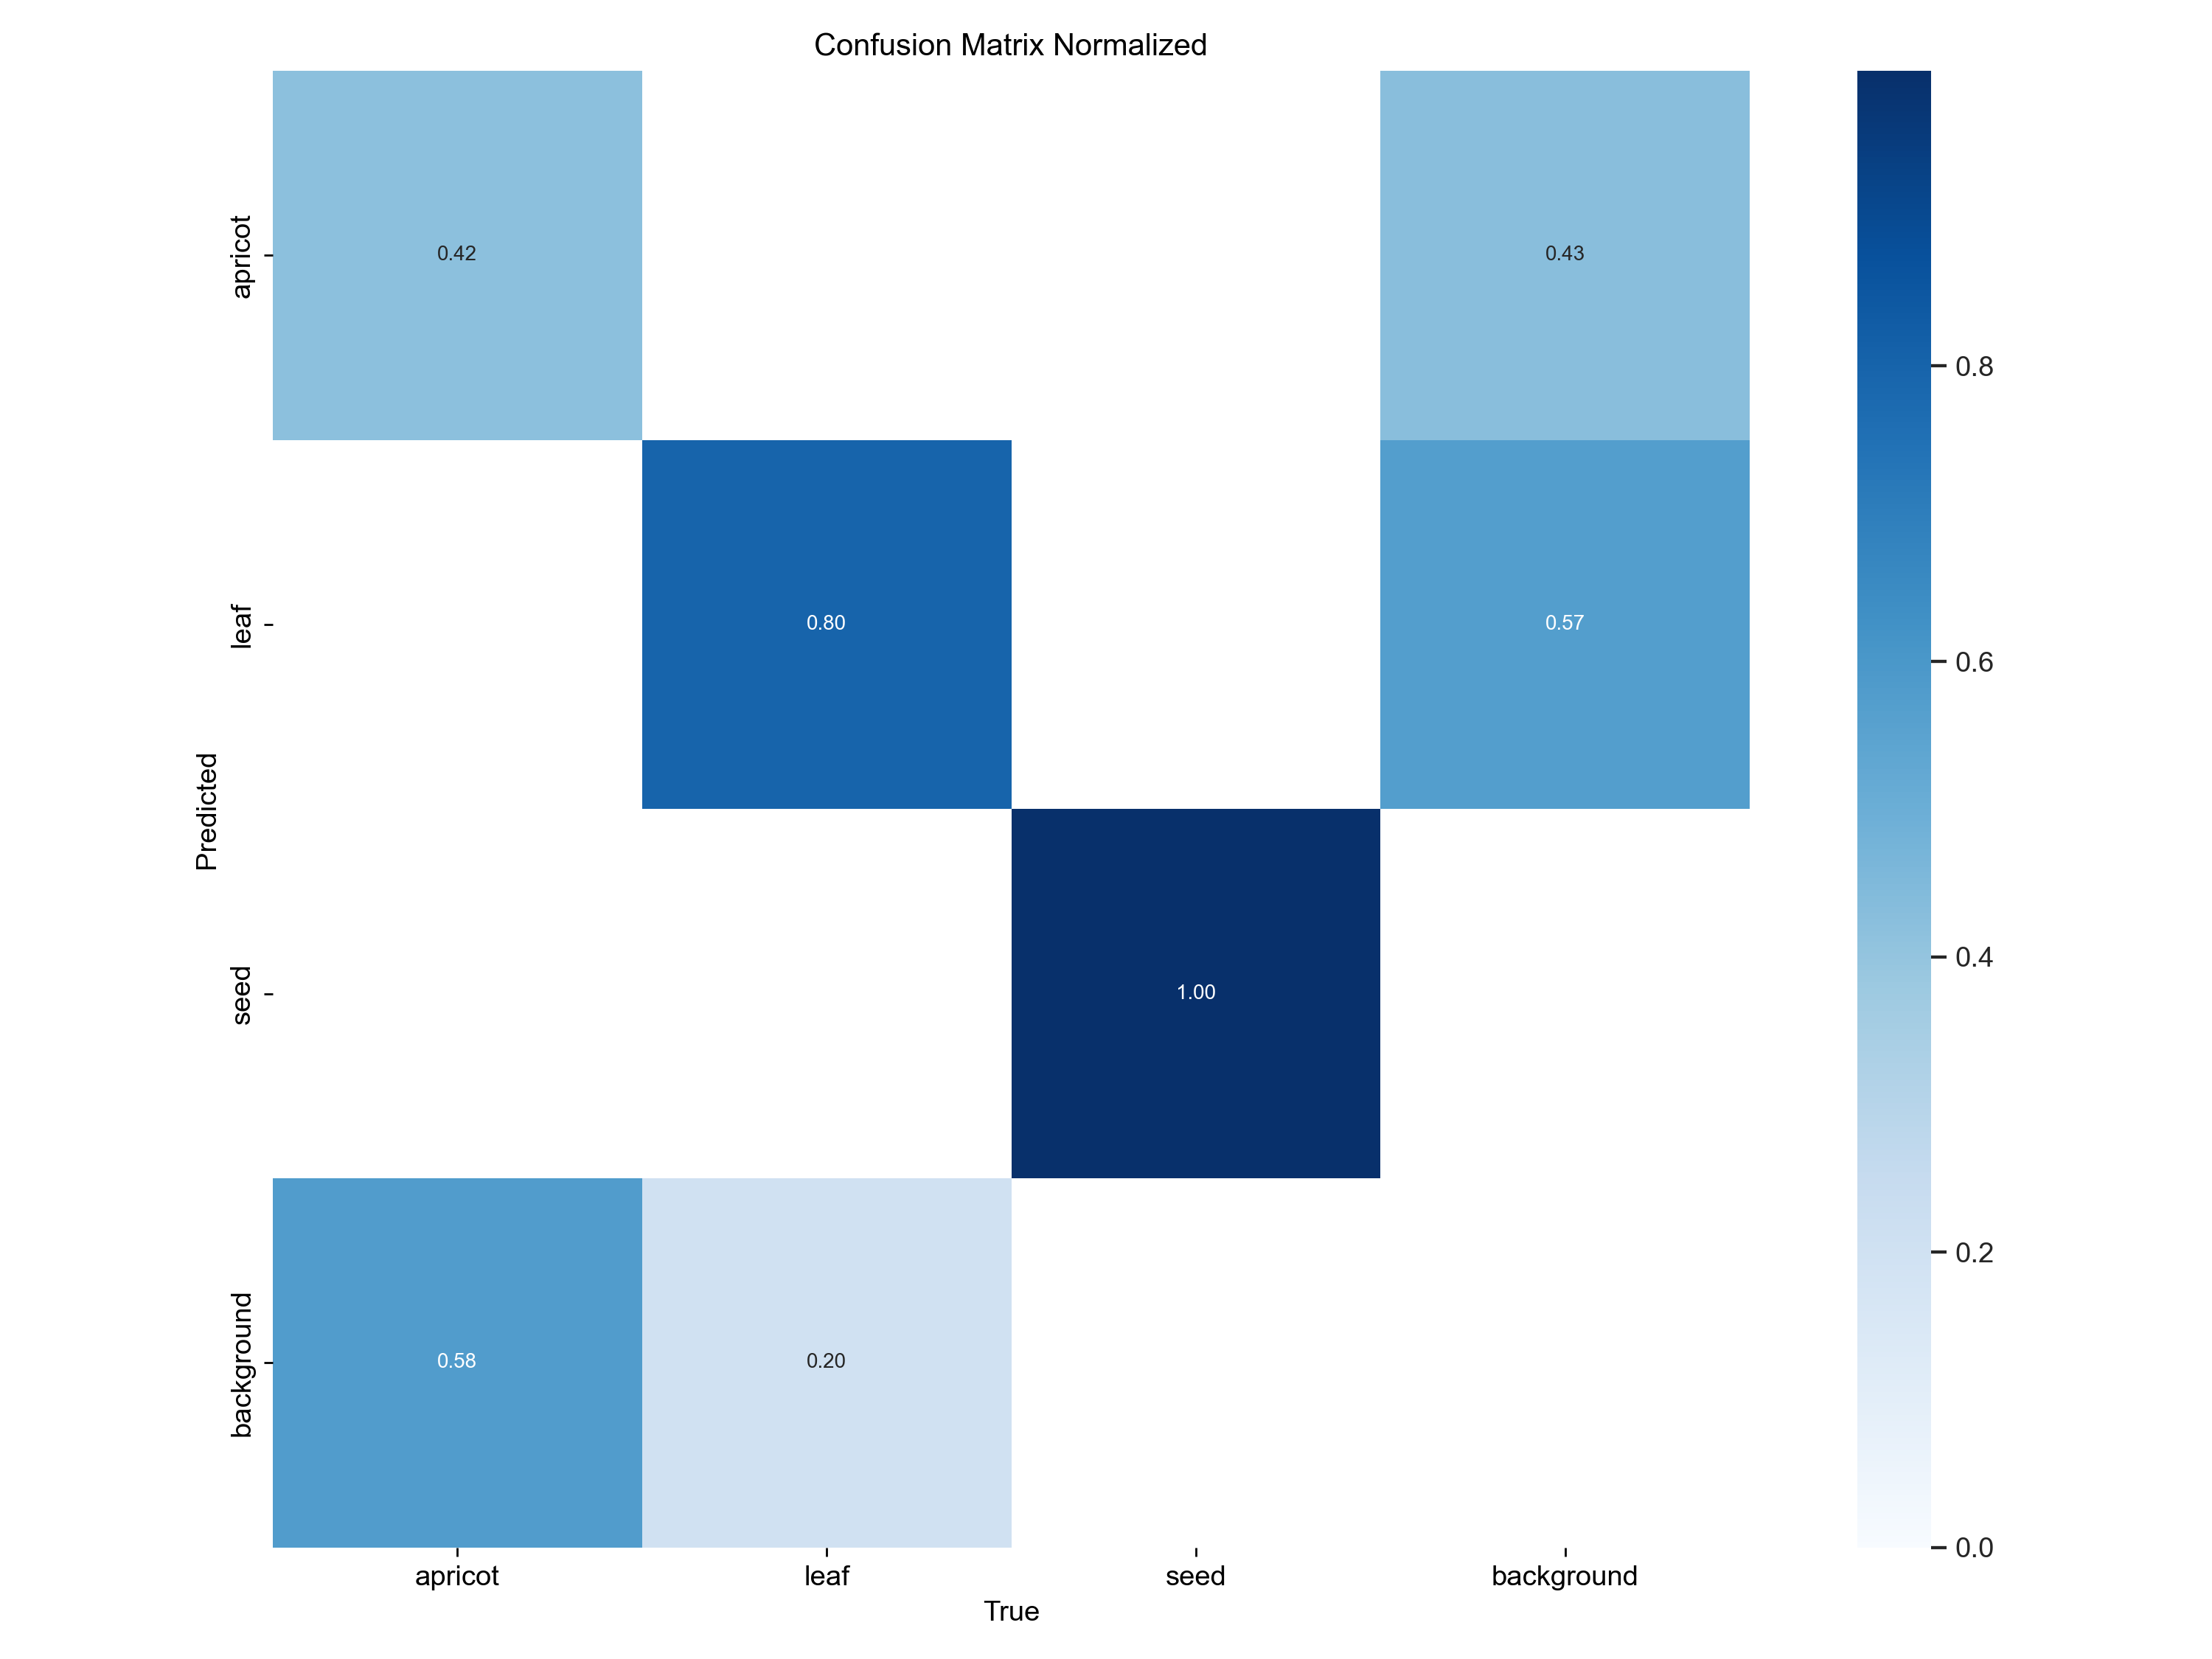 Confusion Matrix Normalized
apricot
0.42
0.43
0.8
leaf
0.80
0.57
0.6
Predicted
seed
1.00
0.4
background
0.58
0.20
0.2
0.0
apricot
leaf
seed
background
True